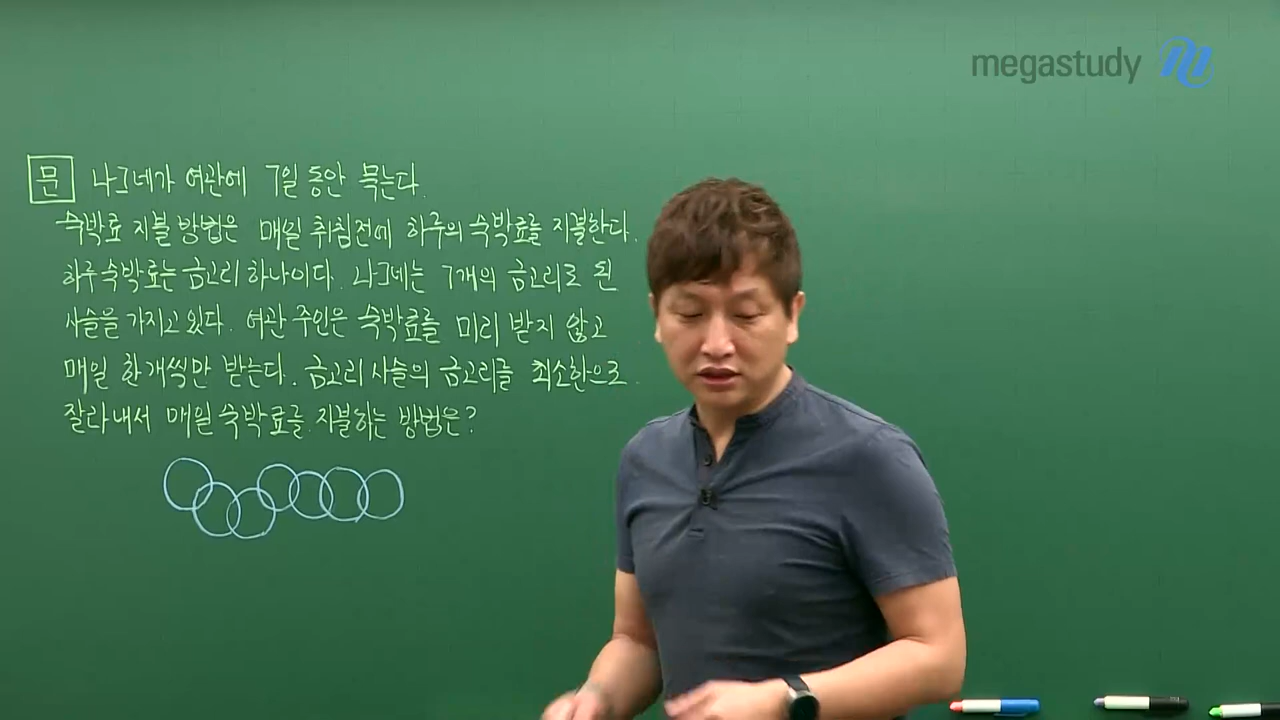 megastudy
문 나그네가 여관에 7일 동안 묵는다.
숙박료 지불 방법은 매일 취침전에 하루의 숙박료를 지불한다.
하루 숙박료는 금고리 하나이다. 나그네는 7개의 금고리로 된
사슬을 가지고 있다. 여관 주인은 숙박료를 미리 받지 않고
매일 한 개씩만 받는다. 금고리 사슬의 금고리를 최소한으로
잘라내서 매일 숙박료를 지불하는 방법은?